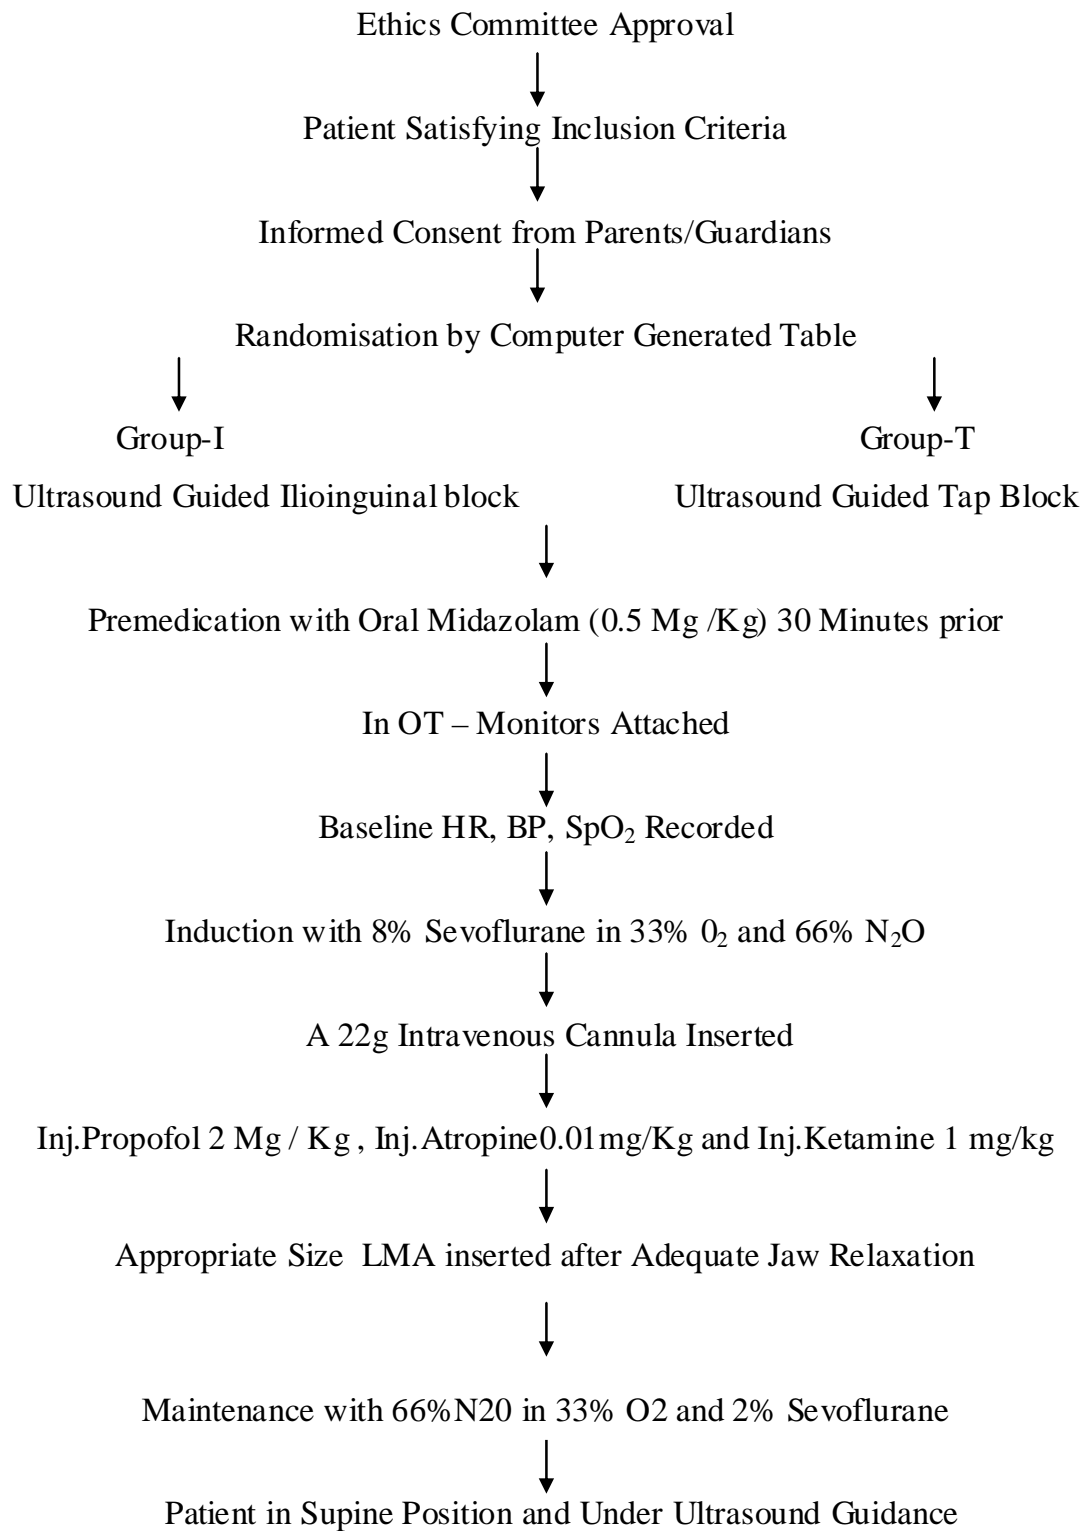 Ethics Committee Approval
Patient Satisfying Inclusion Criteria
Informed Consent from Parents/Guardians
Randomisation by Computer Generated Table
Group-I
Group-T
Ultrasound Guided Ilioinguinal block
Ultrasound Guided Tap Block
Premedication with Oral Midazolam (0.5 Mg /Kg) 30 Minutes prior
In OT – Monitors Attached
Baseline HR, BP, SpO₂ Recorded
Induction with 8% Sevoflurane in 33% 0₂ and 66% N₂O
A 22g Intravenous Cannula Inserted
Inj.Propofol 2 Mg / Kg , Inj.Atropine0.01mg/Kg and Inj.Ketamine 1 mg/kg
Appropriate Size LMA inserted after Adequate Jaw Relaxation
Maintenance with 66%N20 in 33% O2 and 2% Sevoflurane
Patient in Supine Position and Under Ultrasound Guidance